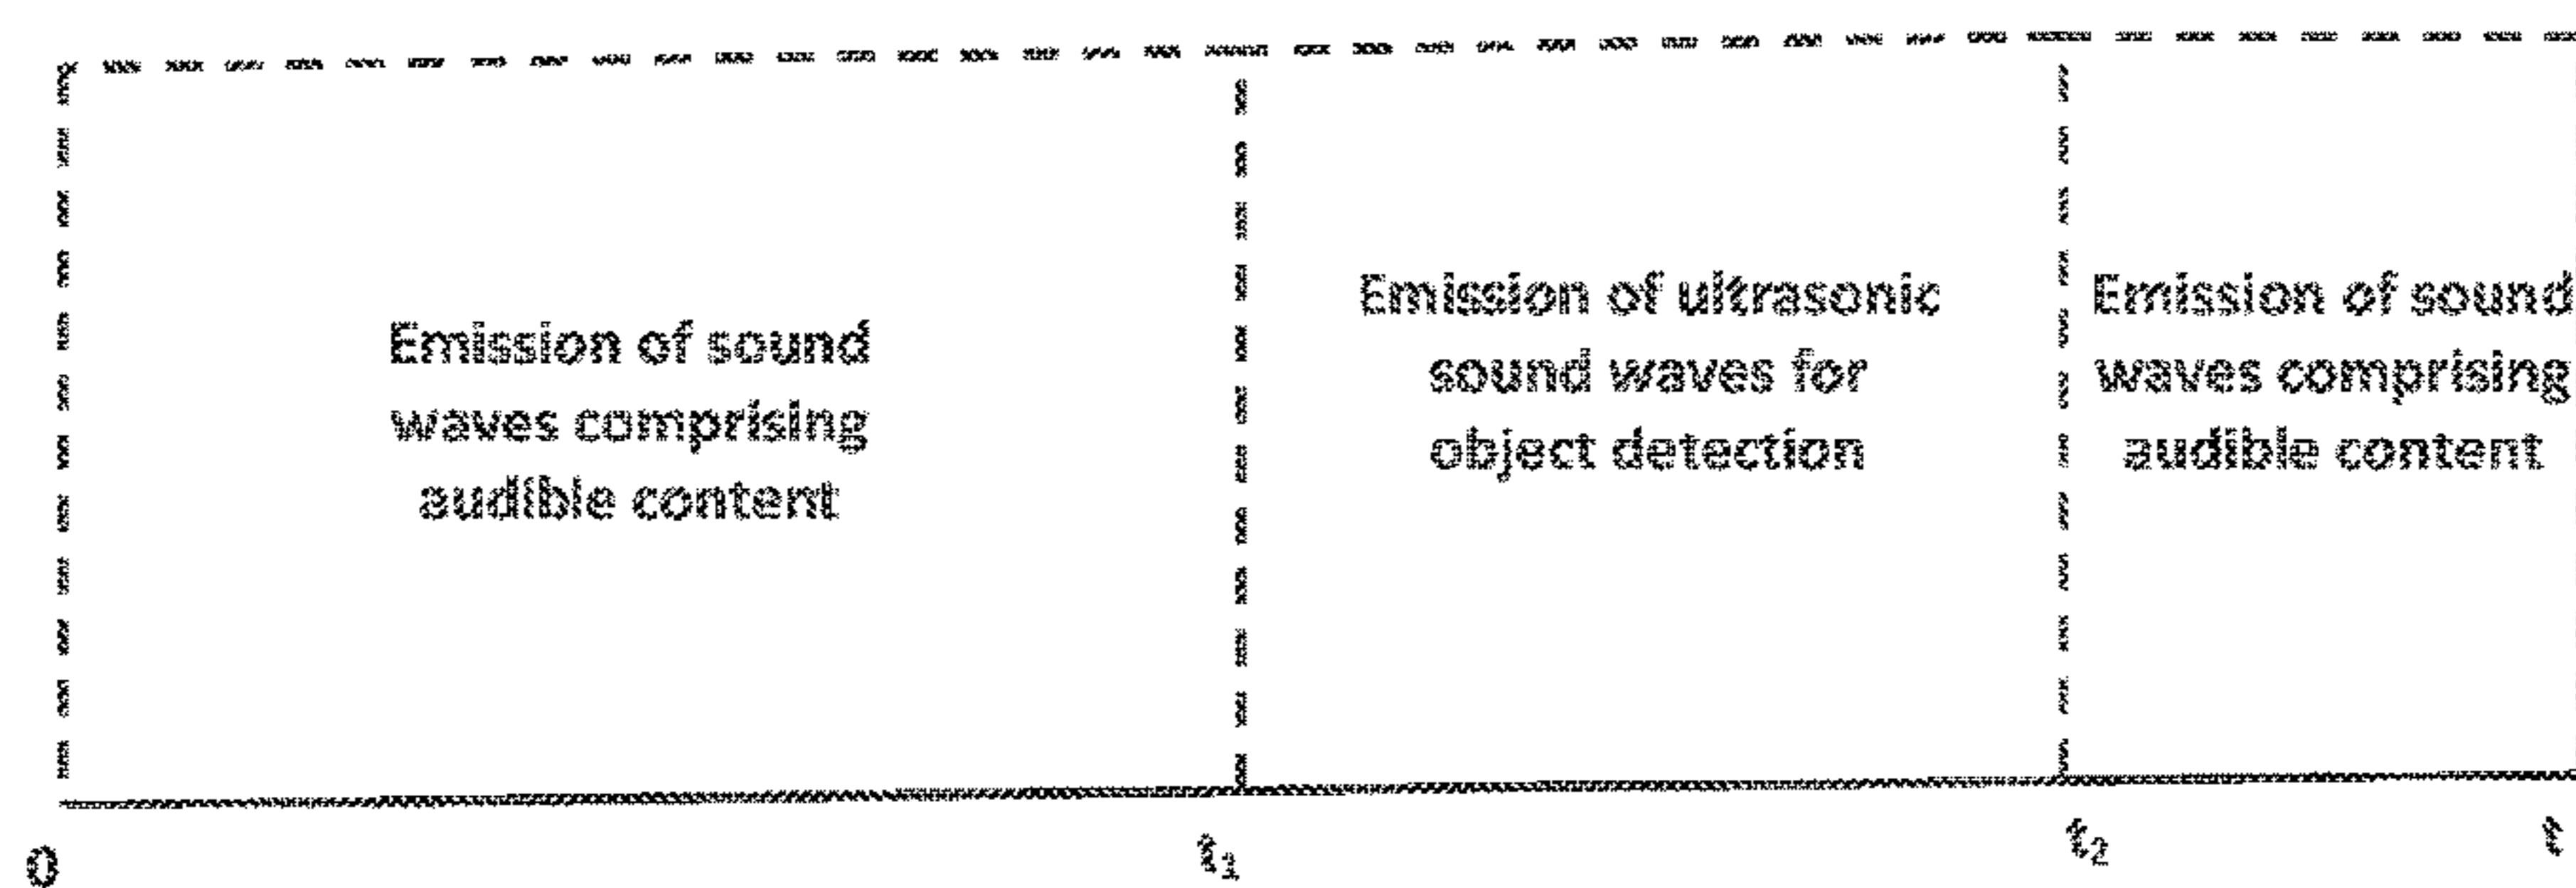 Emission of sound
waves comprising
audible content
Emission of ultrasonic
sound waves for
object detection
Emission of sound
waves comprising
audible content
0
t₁
t₂
t